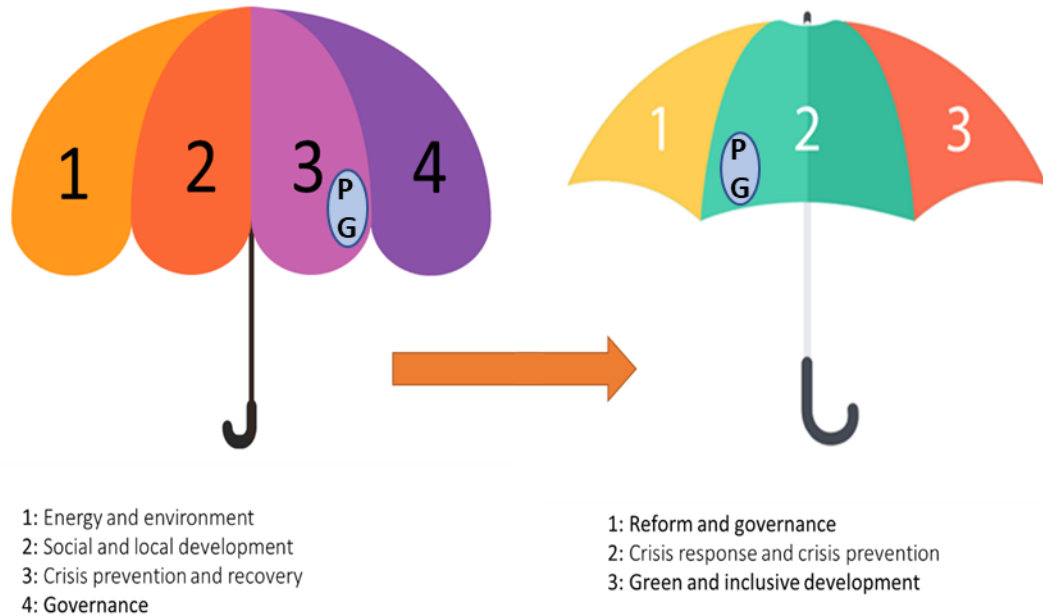 1
2
3
4
P
G
1
2
3
P
G
1: Energy and environment
2: Social and local development
3: Crisis prevention and recovery
4: Governance
1: Reform and governance
2: Crisis response and crisis prevention
3: Green and inclusive development